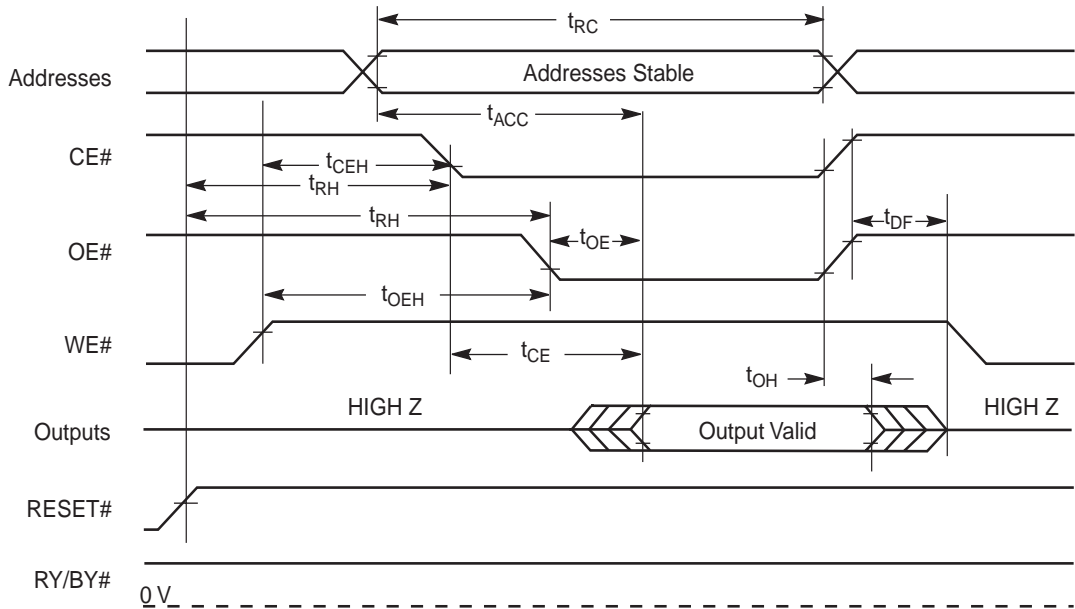 tRC
Addresses
Addresses Stable
tACC
CE#
tCEH
tRH
tRH
tDF
OE#
tOE
tOEH
WE#
tCE
tOH
HIGH Z
HIGH Z
Outputs
Output Valid
RESET#
RY/BY#
0 V